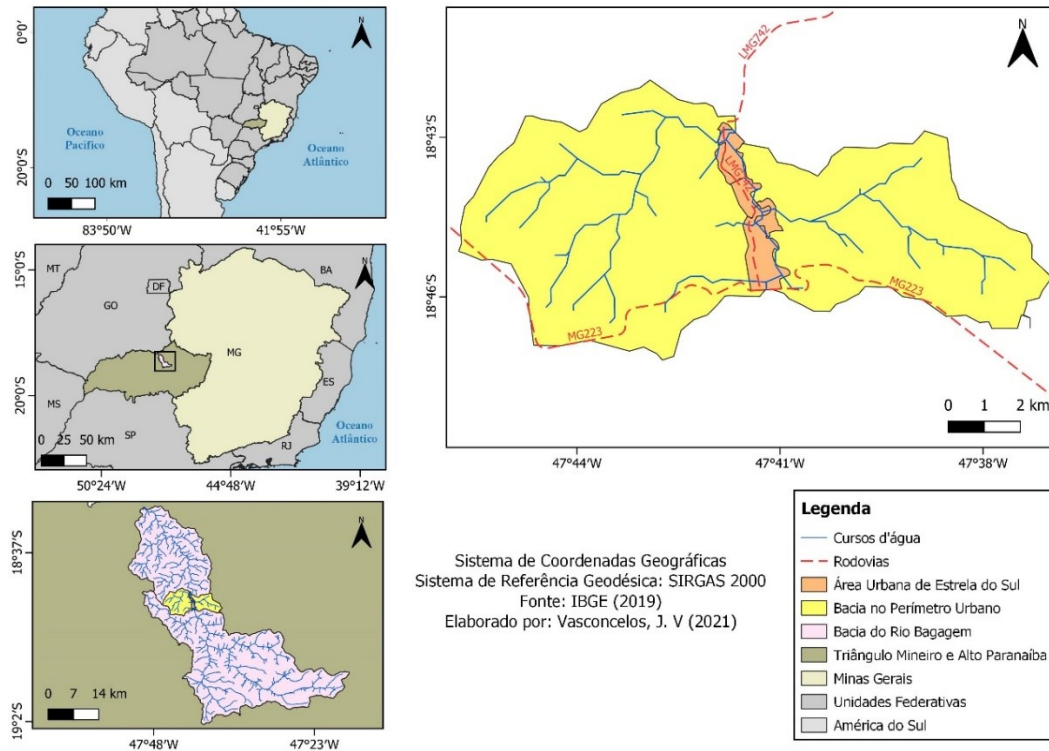 N
0°0'
20°0'S
Oceano
Pacífico
Oceano
Atlântico
0 50 100 km
83°50'W 41°55'W
N
15°0'S
20°0'S
MT
DF
BA
GO
MG
ES
MS
SP
RJ
Oceano
Atlântico
0 25 50 km
50°24'W 44°48'W 39°12'W
N
18°37'S
19°2'S
0 7 14 km
47°48'W 47°23'W
N
LMG742
18°43'S
LMG742
18°46'S
MG223
MG223
0 1 2 km
47°44'W 47°41'W 47°38'W
Sistema de Coordenadas Geográficas
Sistema de Referência Geodésica: SIRGAS 2000
Fonte: IBGE (2019)
Elaborado por: Vasconcelos, J. V (2021)
Legenda
Cursos d'água
Rodovias
Área Urbana de Estrela do Sul
Bacia no Perímetro Urbano
Bacia do Rio Bagagem
Triângulo Mineiro e Alto Paranaíba
Minas Gerais
Unidades Federativas
América do Sul